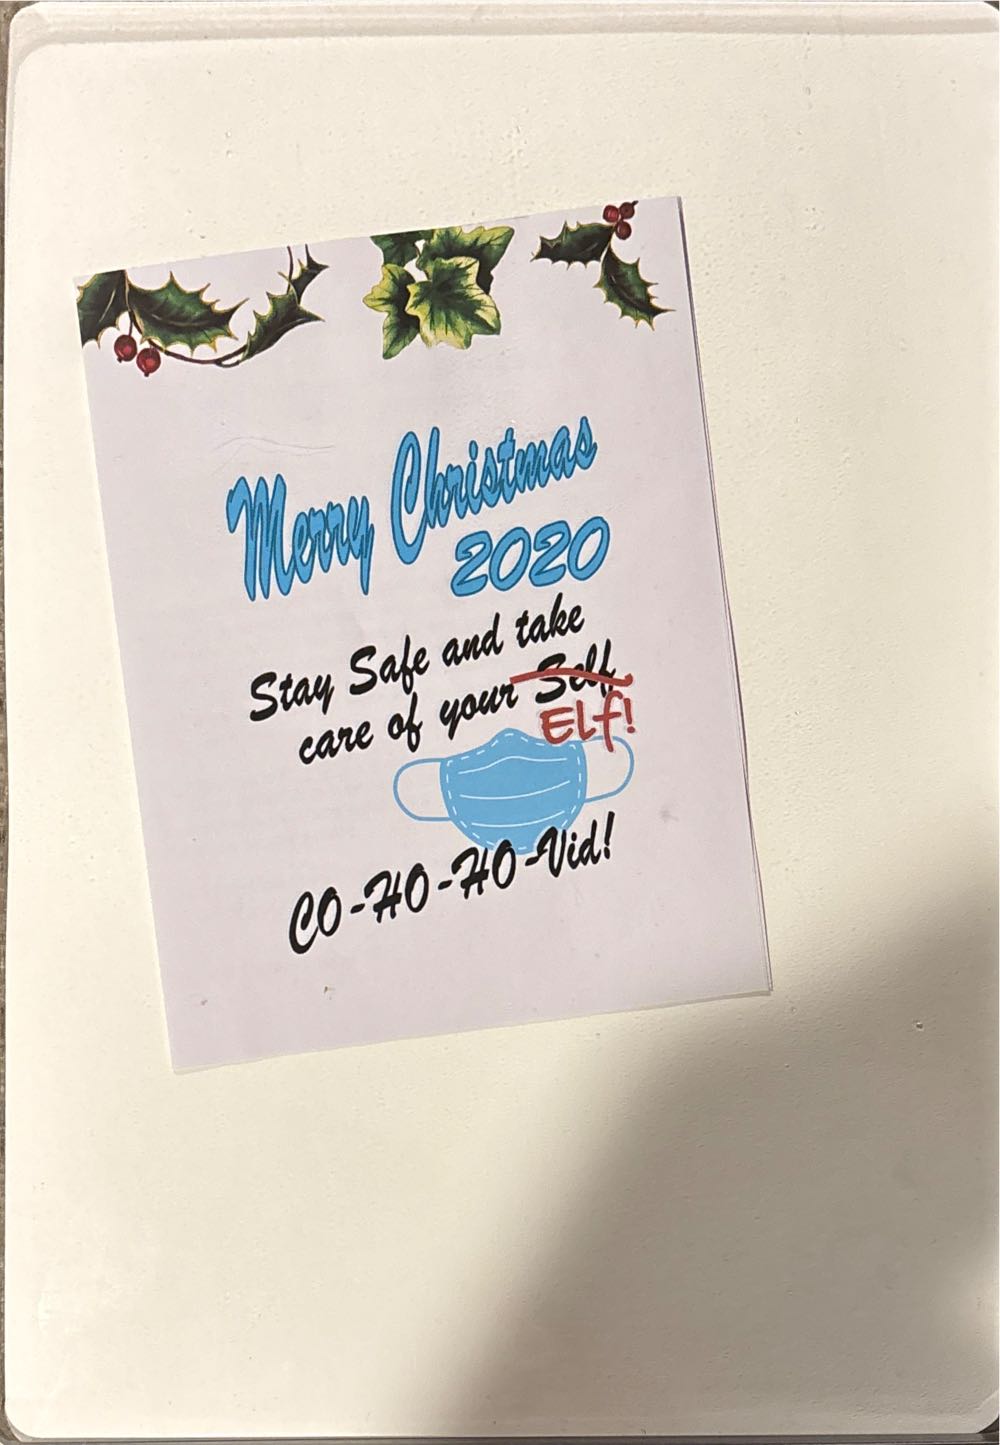 Merry Christmas
2020
Stay Safe and take
care of your Self
Elf!
CO-HO-HO-Vid!